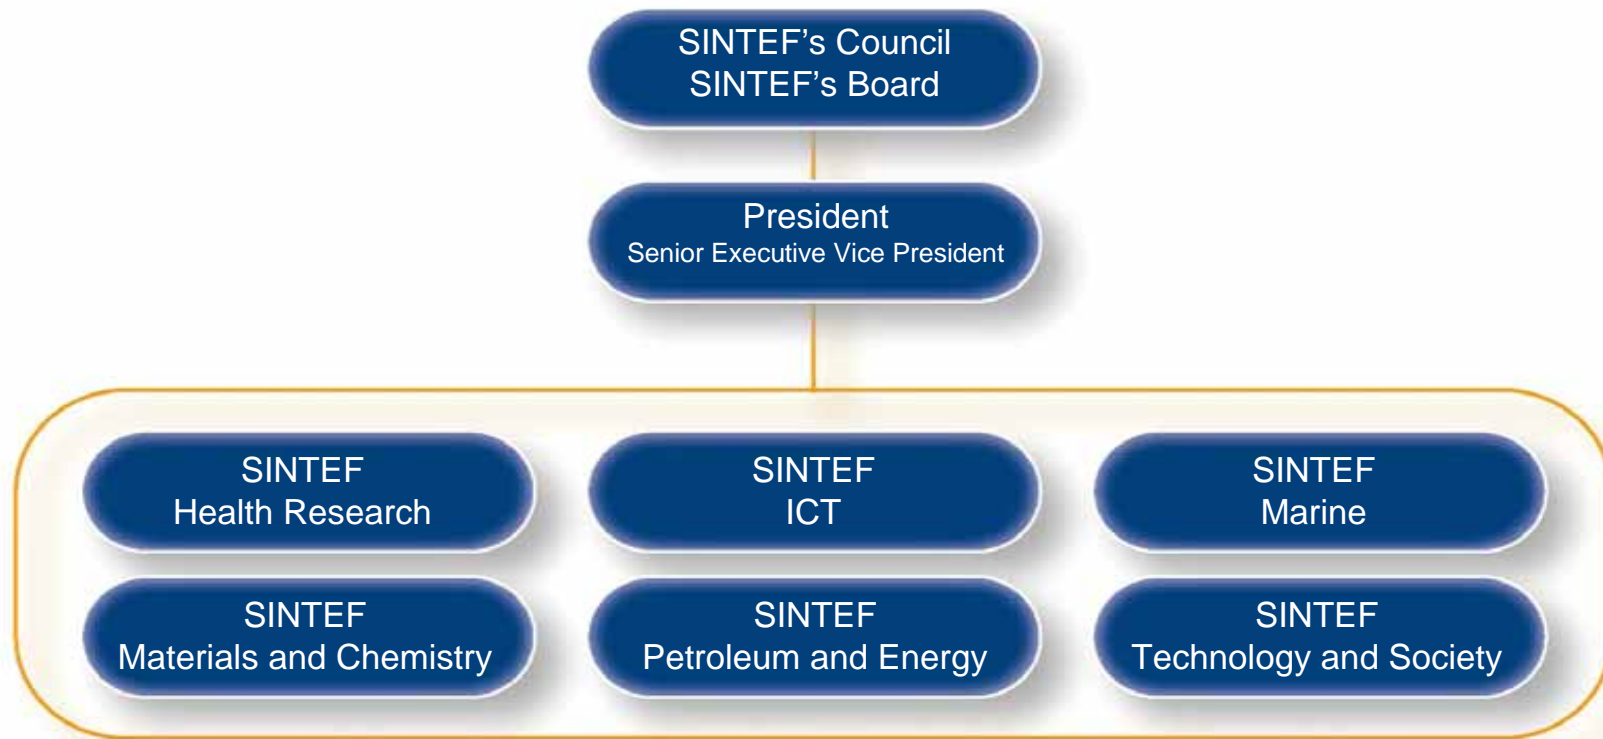 SINTEF's Council
SINTEF's Board
President
Senior Executive Vice President
SINTEF
Health Research
SINTEF
ICT
SINTEF
Marine
SINTEF
Materials and Chemistry
SINTEF
Petroleum and Energy
SINTEF
Technology and Society